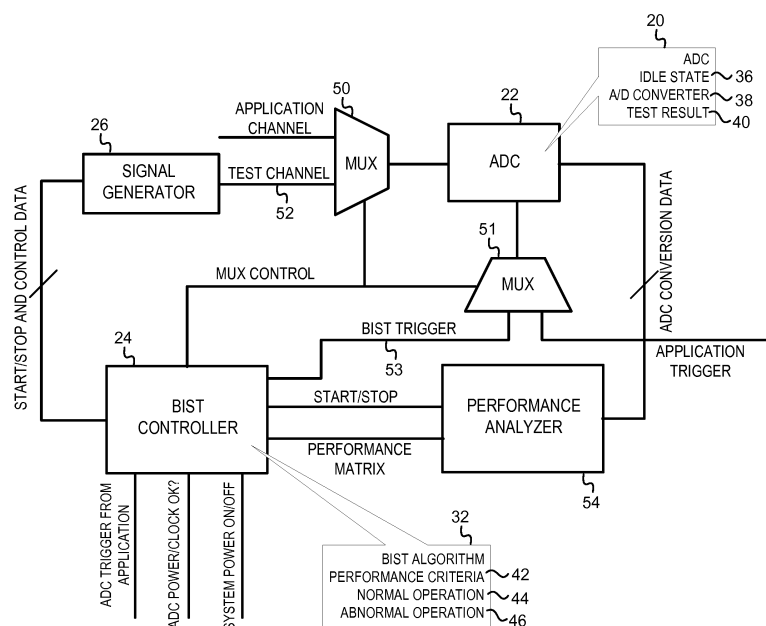 20
ADC
IDLE STATE 36
A/D CONVERTER 38
TEST RESULT 40
50
APPLICATION
CHANNEL
22
26
MUX
ADC
SIGNAL
GENERATOR
TEST CHANNEL
52
START/STOP AND CONTROL DATA
ADC CONVERSION DATA
51
MUX CONTROL
MUX
BIST TRIGGER
53
APPLICATION
TRIGGER
24
BIST
CONTROLLER
START/STOP
PERFORMANCE
MATRIX
PERFORMANCE
ANALYZER
54
ADC TRIGGER FROM
APPLICATION
ADC POWER/CLOCK OK?
SYSTEM POWER ON/OFF
32
BIST ALGORITHM
PERFORMANCE CRITERIA 42
NORMAL OPERATION 44
ABNORMAL OPERATION 46